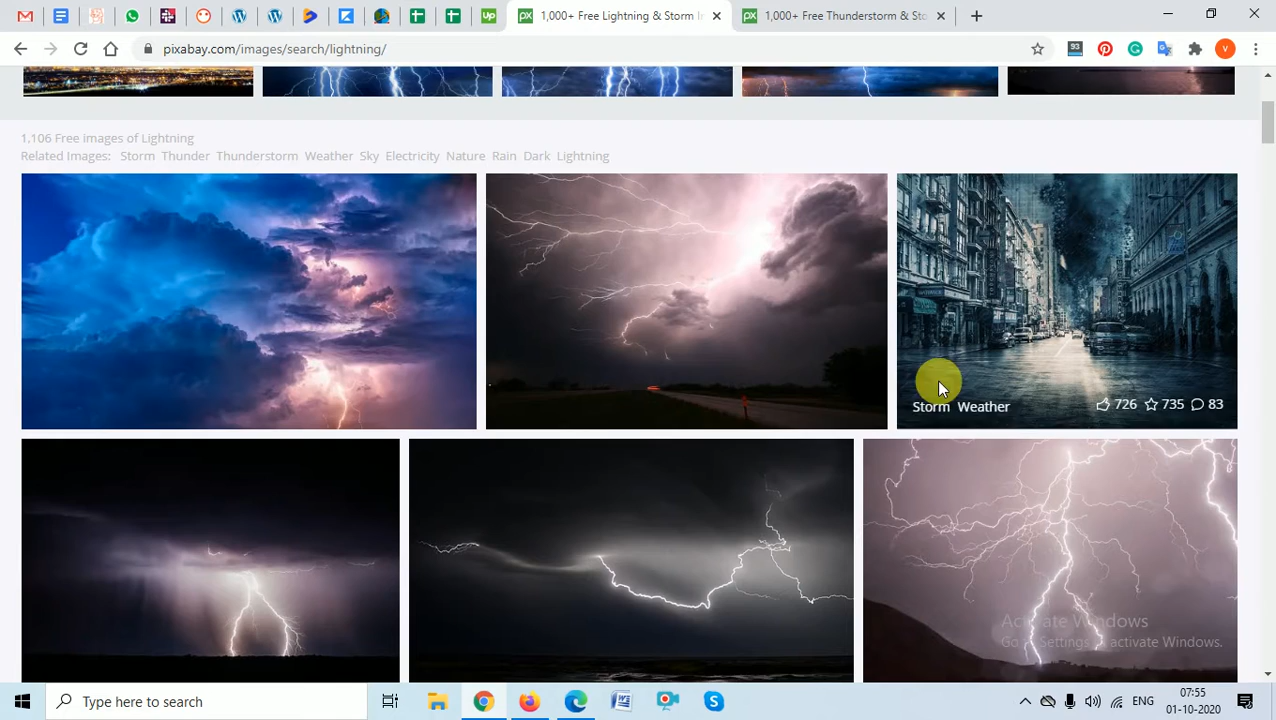 1,000+ Free Lightning & Storm I
1,000+ Free Thunderstorm & Sto
pixabay.com/images/search/lightning/
93
1,106 Free images of Lightning
Related Images: Storm Thunder Thunderstorm Weather Sky Electricity Nature Rain Dark Lightning
Storm Weather 726 735 83
Activate Windows
Go to Settings to activate Windows.
Type here to search
ENG
07:55
01-10-2020